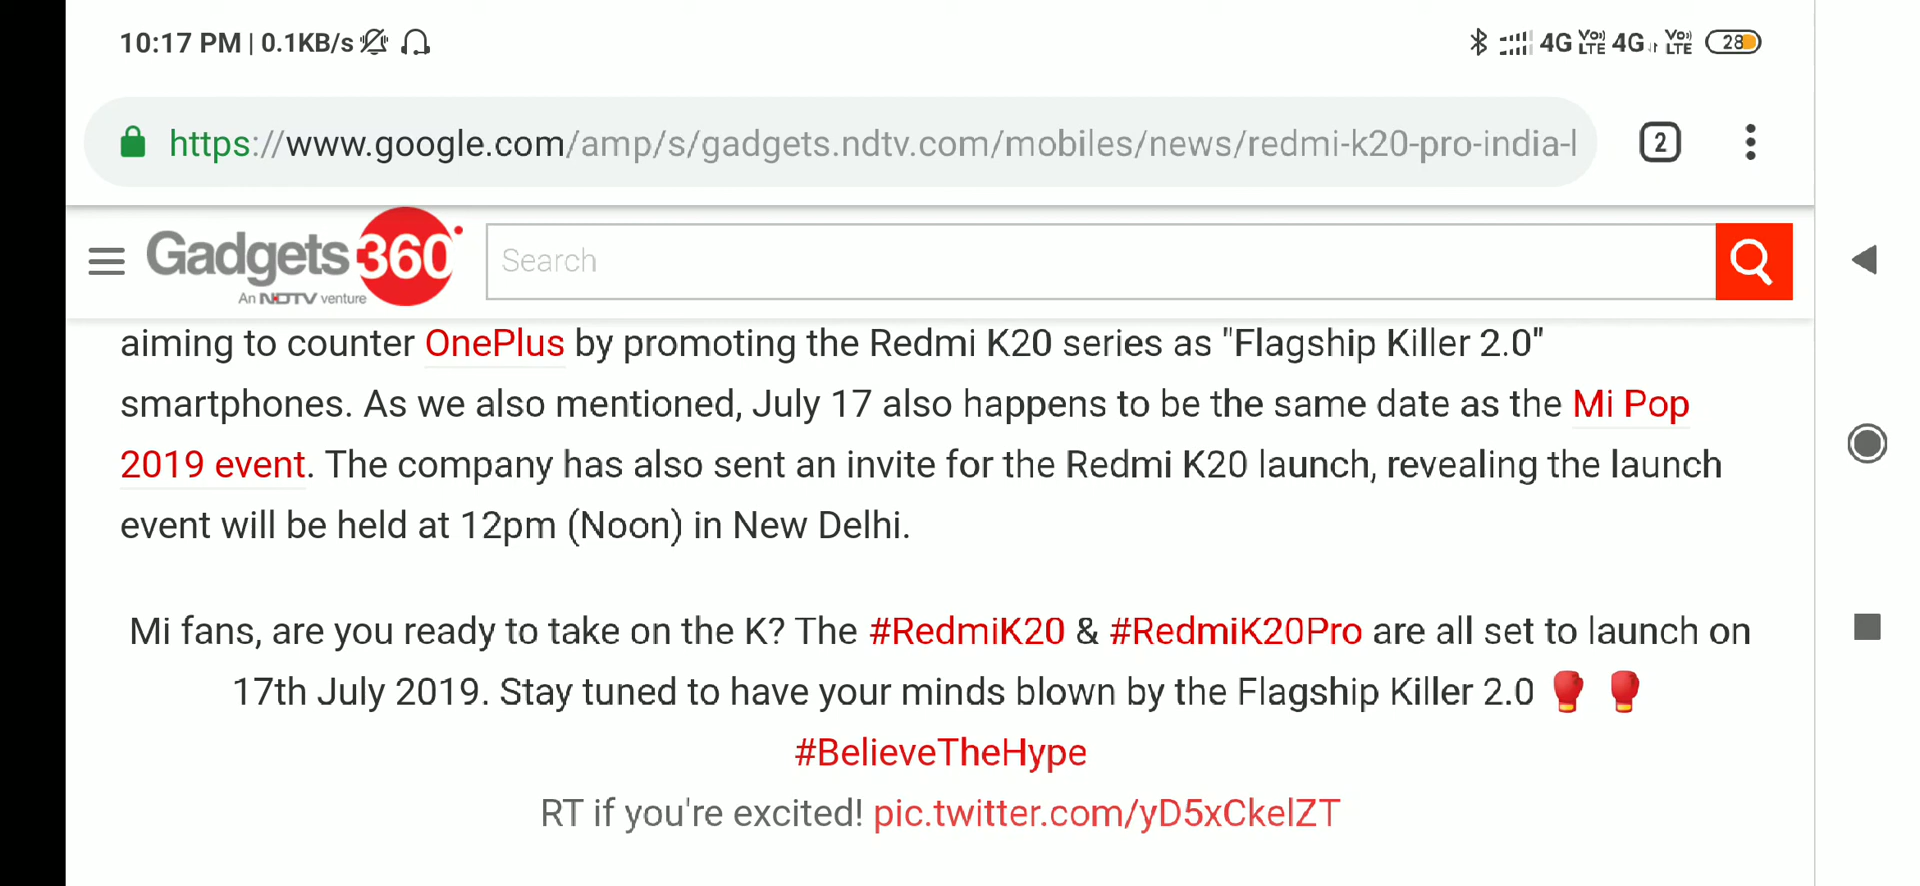 10:17 PM | 0.1KB/s 4G VoLTE 4G VoLTE 28
https://www.google.com/amp/s/gadgets.ndtv.com/mobiles/news/redmi-k20-pro-india-l 2
Gadgets 360° Search
An NDTV venture
aiming to counter OnePlus by promoting the Redmi K20 series as "Flagship Killer 2.0"
smartphones. As we also mentioned, July 17 also happens to be the same date as the Mi Pop
2019 event. The company has also sent an invite for the Redmi K20 launch, revealing the launch
event will be held at 12pm (Noon) in New Delhi.
Mi fans, are you ready to take on the K? The #RedmiK20 & #RedmiK20Pro are all set to launch on
17th July 2019. Stay tuned to have your minds blown by the Flagship Killer 2.0 🥊 🥊
#BelieveTheHype
RT if you're excited! pic.twitter.com/yD5xCkelZT